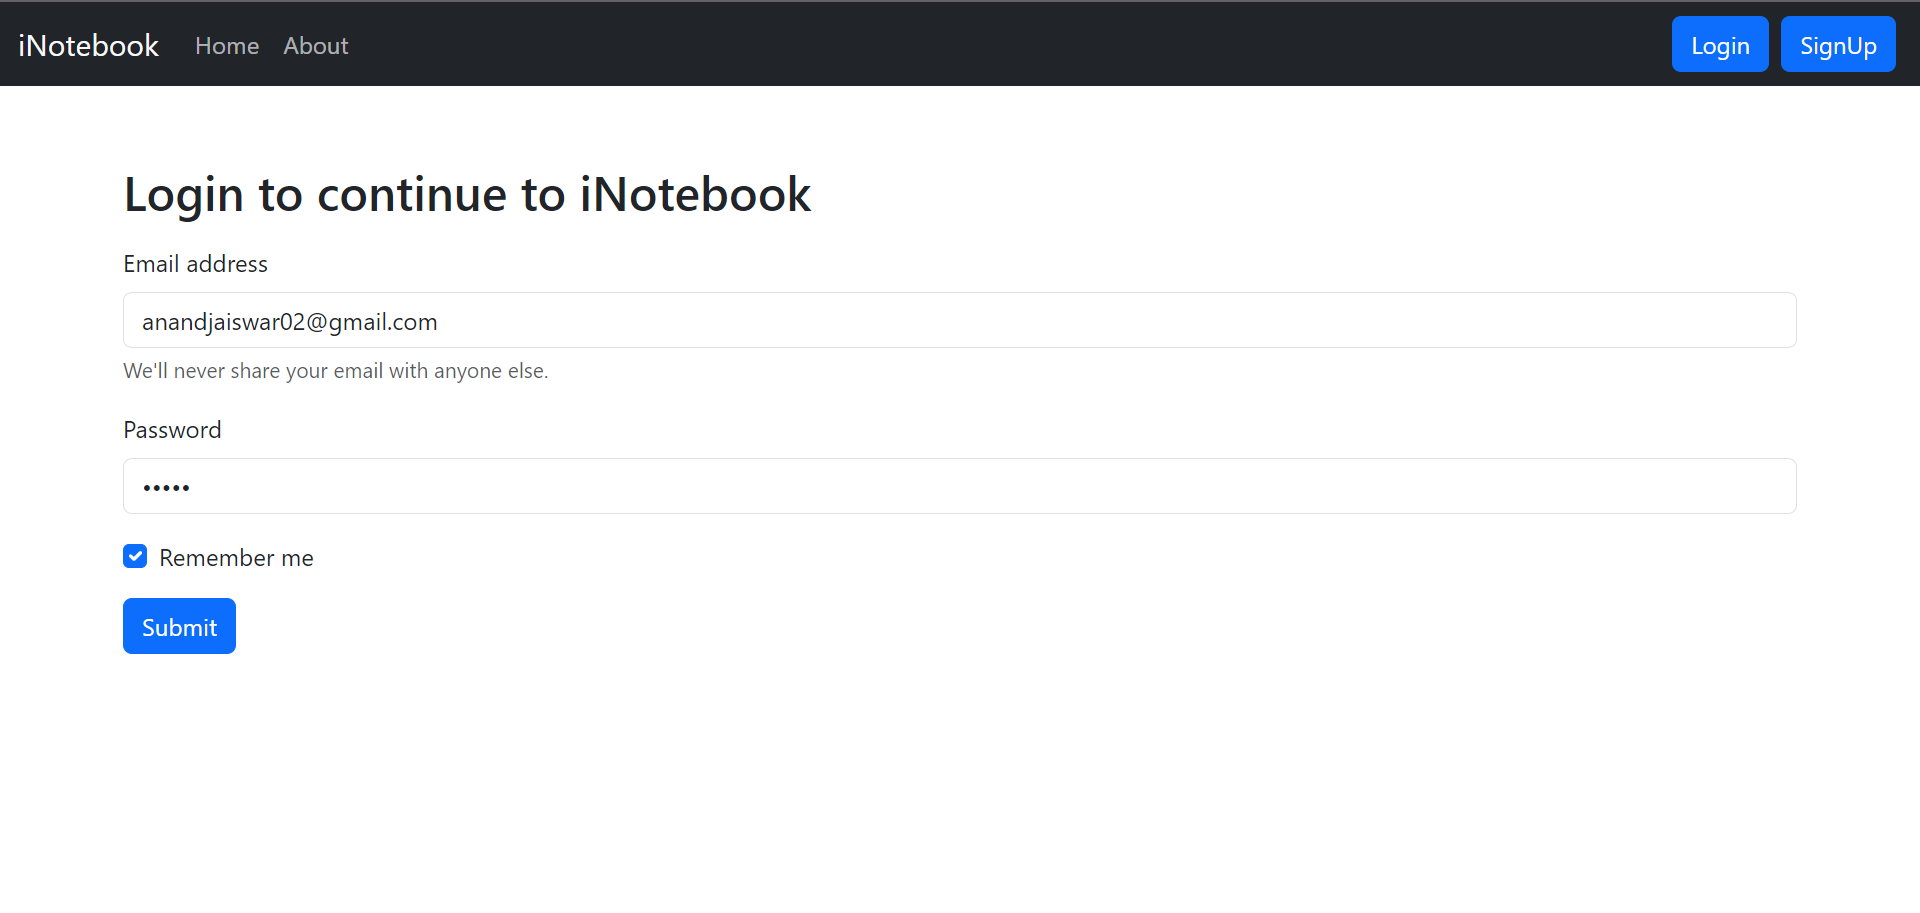 iNotebook Home About Login SignUp
Login to continue to iNotebook
Email address
anandjaiswar02@gmail.com
We'll never share your email with anyone else.
Password
•••••
Remember me
Submit